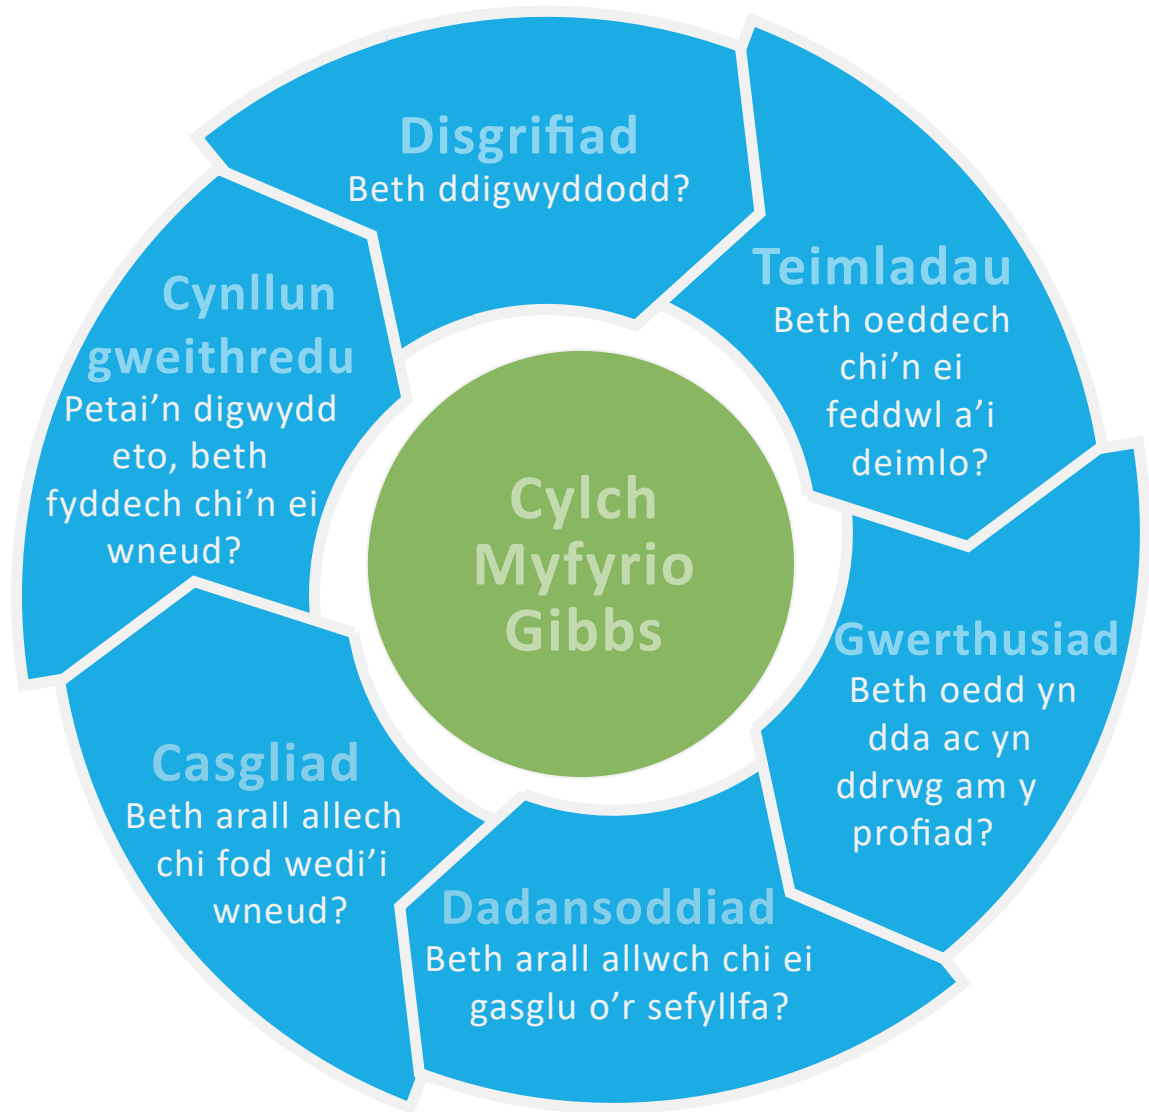 Disgrifiad
Beth ddigwyddodd?
Teimladau
Beth oeddech
chi’n ei
feddwl a’i
deimlo?
Gwerthusiad
Beth oedd yn
dda ac yn
ddrwg am y
profiad?
Dadansoddiad
Beth arall allwch chi ei
gasglu o’r sefyllfa?
Casgliad
Beth arall allech
chi fod wedi’i
wneud?
Cynllun
gweithredu
Petai’n digwydd
eto, beth
fyddech chi’n ei
wneud?
Cylch
Myfyrio
Gibbs